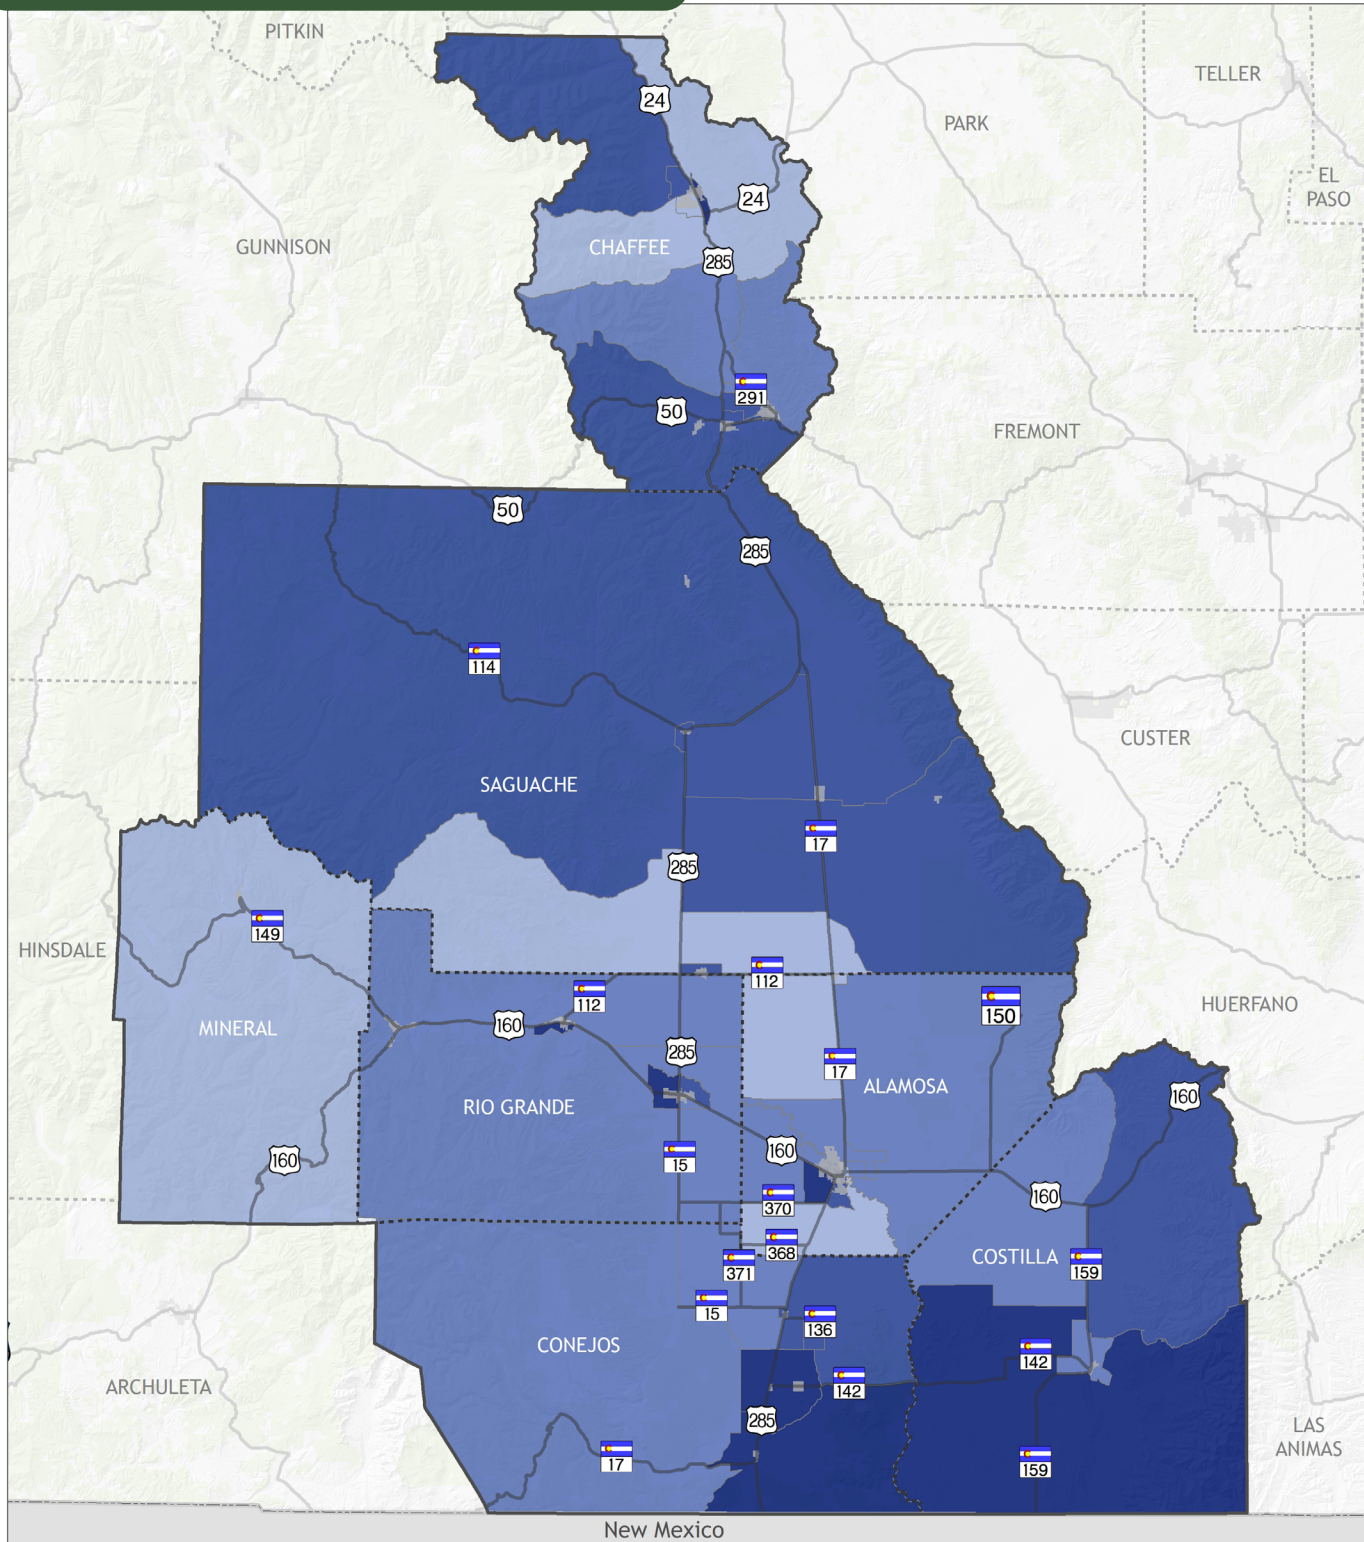 PITKIN
TELLER
24
PARK
EL
PASO
24
GUNNISON
CHAFFEE
285
291
50
FREMONT
50
285
114
CUSTER
SAGUACHE
17
285
149
HINSDALE
112
112
150
HUERFANO
160
MINERAL
285
17
ALAMOSA
160
RIO GRANDE
160
15
160
160
370
368
COSTILLA
159
371
15
136
CONEJOS
142
142
ARCHULETA
285
LAS
ANIMAS
17
159
New Mexico